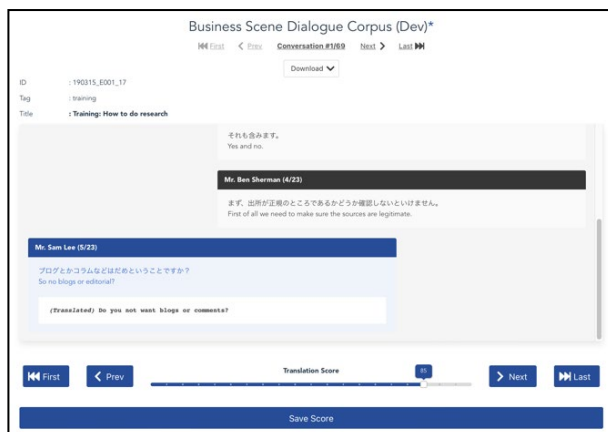 Business Scene Dialogue Corpus (Dev)*
First Prev Conversation #1/69 Next Last
Download
ID : 190315_E001_17
Tag : training
Title : Training: How to do research
それも含みます。
Yes and no.
Mr. Ben Sherman (4/23)
まず、出所が正規のところであるかどうか確認しないといけません。
First of all we need to make sure the sources are legitimate.
Mr. Sam Lee (5/23)
ブログとかコラムなどはだめということですか？
So no blogs or editorial?
(Translated) Do you not want blogs or comments?
First Prev Translation Score 85 Next Last
Save Score